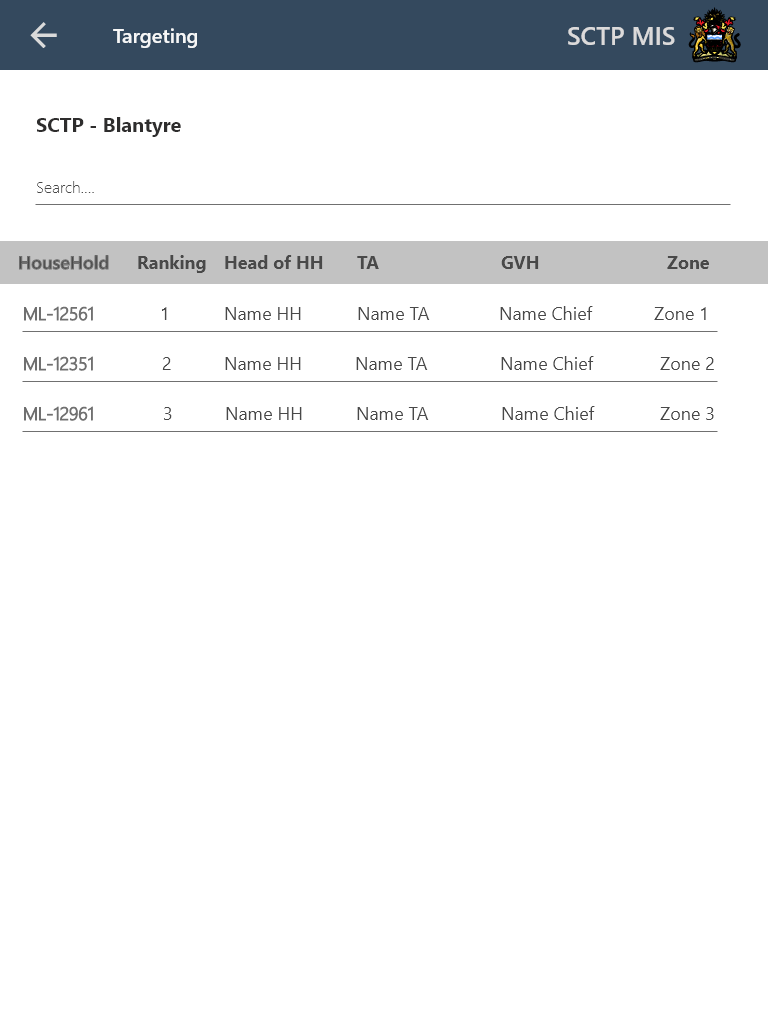 Targeting SCTP MIS
SCTP - Blantyre
Search....
HouseHold Ranking Head of HH TA GVH Zone
ML-12561 1 Name HH Name TA Name Chief Zone 1
ML-12351 2 Name HH Name TA Name Chief Zone 2
ML-12961 3 Name HH Name TA Name Chief Zone 3